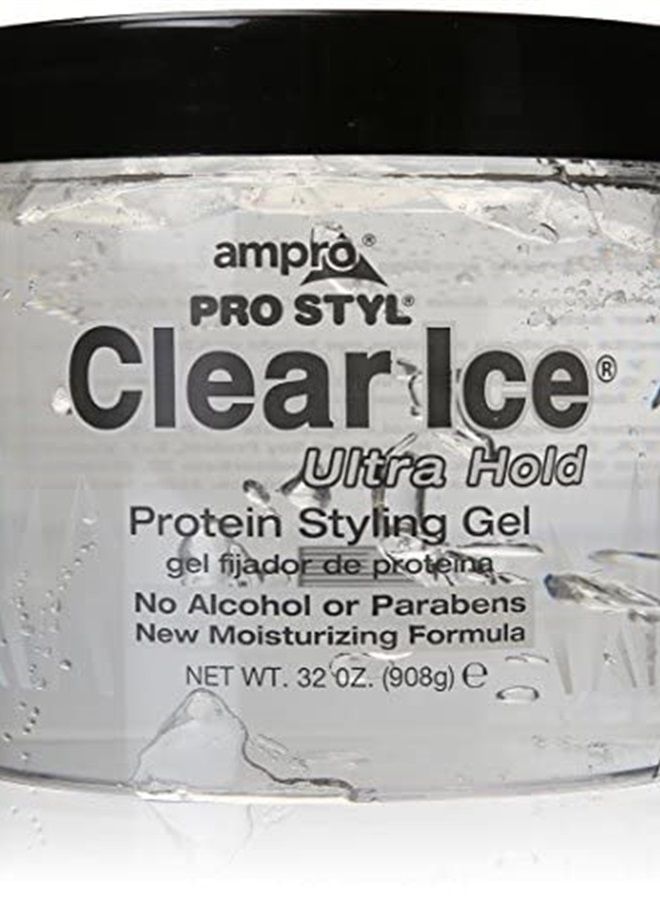 ampro®
PRO STYL®
Clear Ice®
Ultra Hold
Protein Styling Gel
gel fijador de proteína
No Alcohol or Parabens
New Moisturizing Formula
NET WT. 32 OZ. (908g) ℮